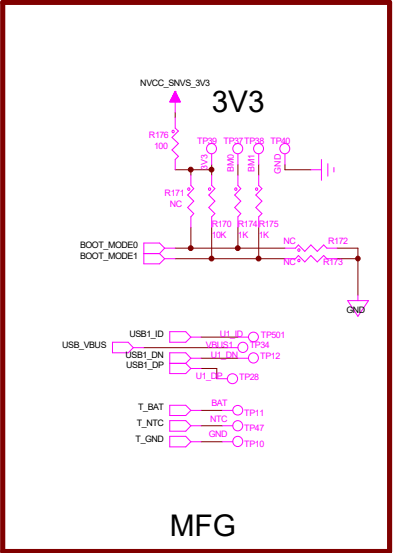 NVCC_SNVS_3V3
3V3
R176
100
TP39
TP37
TP38
TP40
3V3
BM0
BM1
GND
R171
NC
R170
10K
R174
1K
R175
1K
BOOT_MODE0
NC
R172
BOOT_MODE1
NC
R173
GND
USB1_ID
U1_ID
TP501
USB_VBUS
VBUS1
TP34
USB1_DN
U1_DN
TP12
USB1_DP
U1_DP
TP28
T_BAT
BAT
TP11
T_NTC
NTC
TP47
T_GND
GND
TP10
MFG